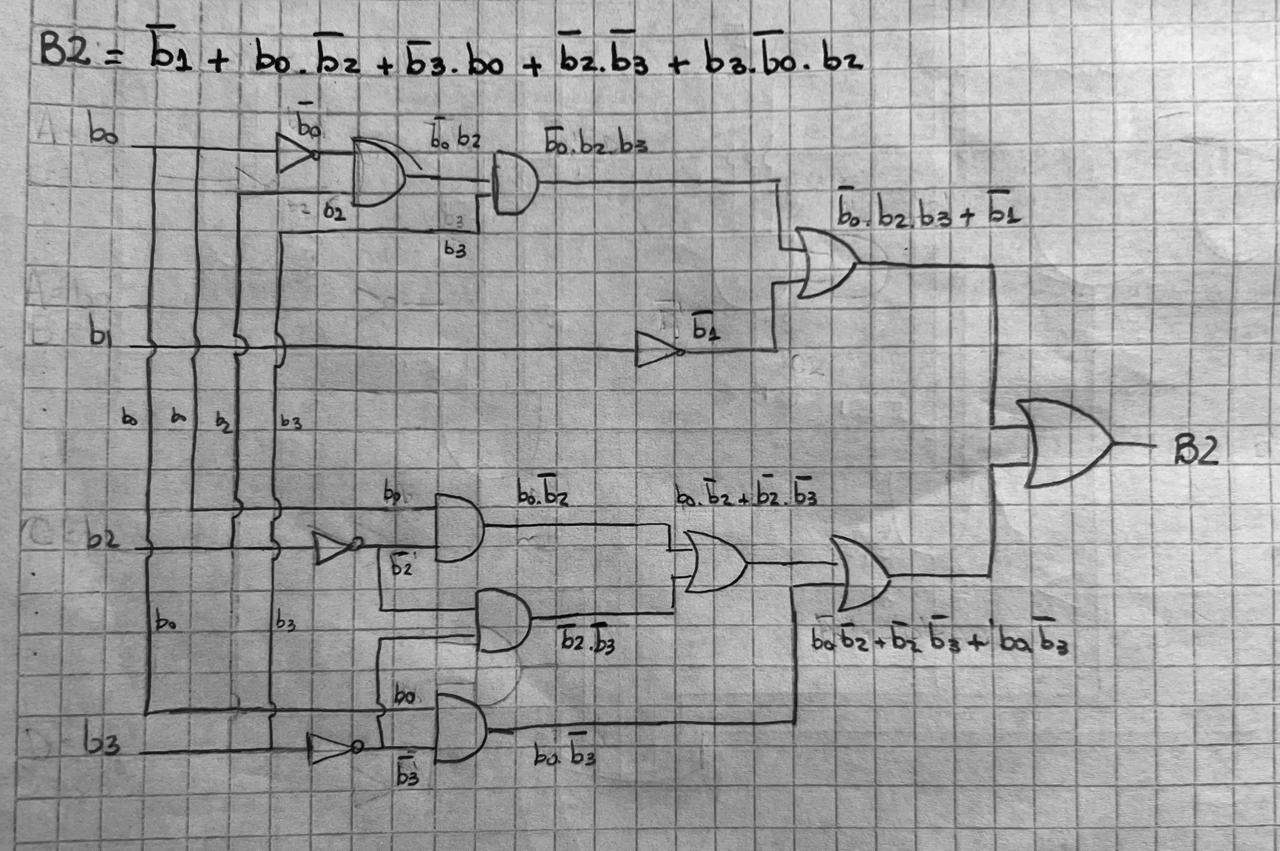 B2 = b̅1 + b0.b̅2 + b̅3.b0 + b̅2.b̅3 + b3.b̅0.b2
b0
b̅0
b̅0 b2
b̅0.b2.b3
b2
b3
b3
b̅0.b2.b3 + b̅1
b1
b̅1
b0
b0
b2
b3
B2
b0
b0.b̅2
b0.b̅2 + b̅2.b̅3
b2
b̅2
b0
b3
b̅2.b̅3
b0.b̅2 + b̅2 b̅3 + b0.b̅3
b0
b3
b̅3
b0.b̅3